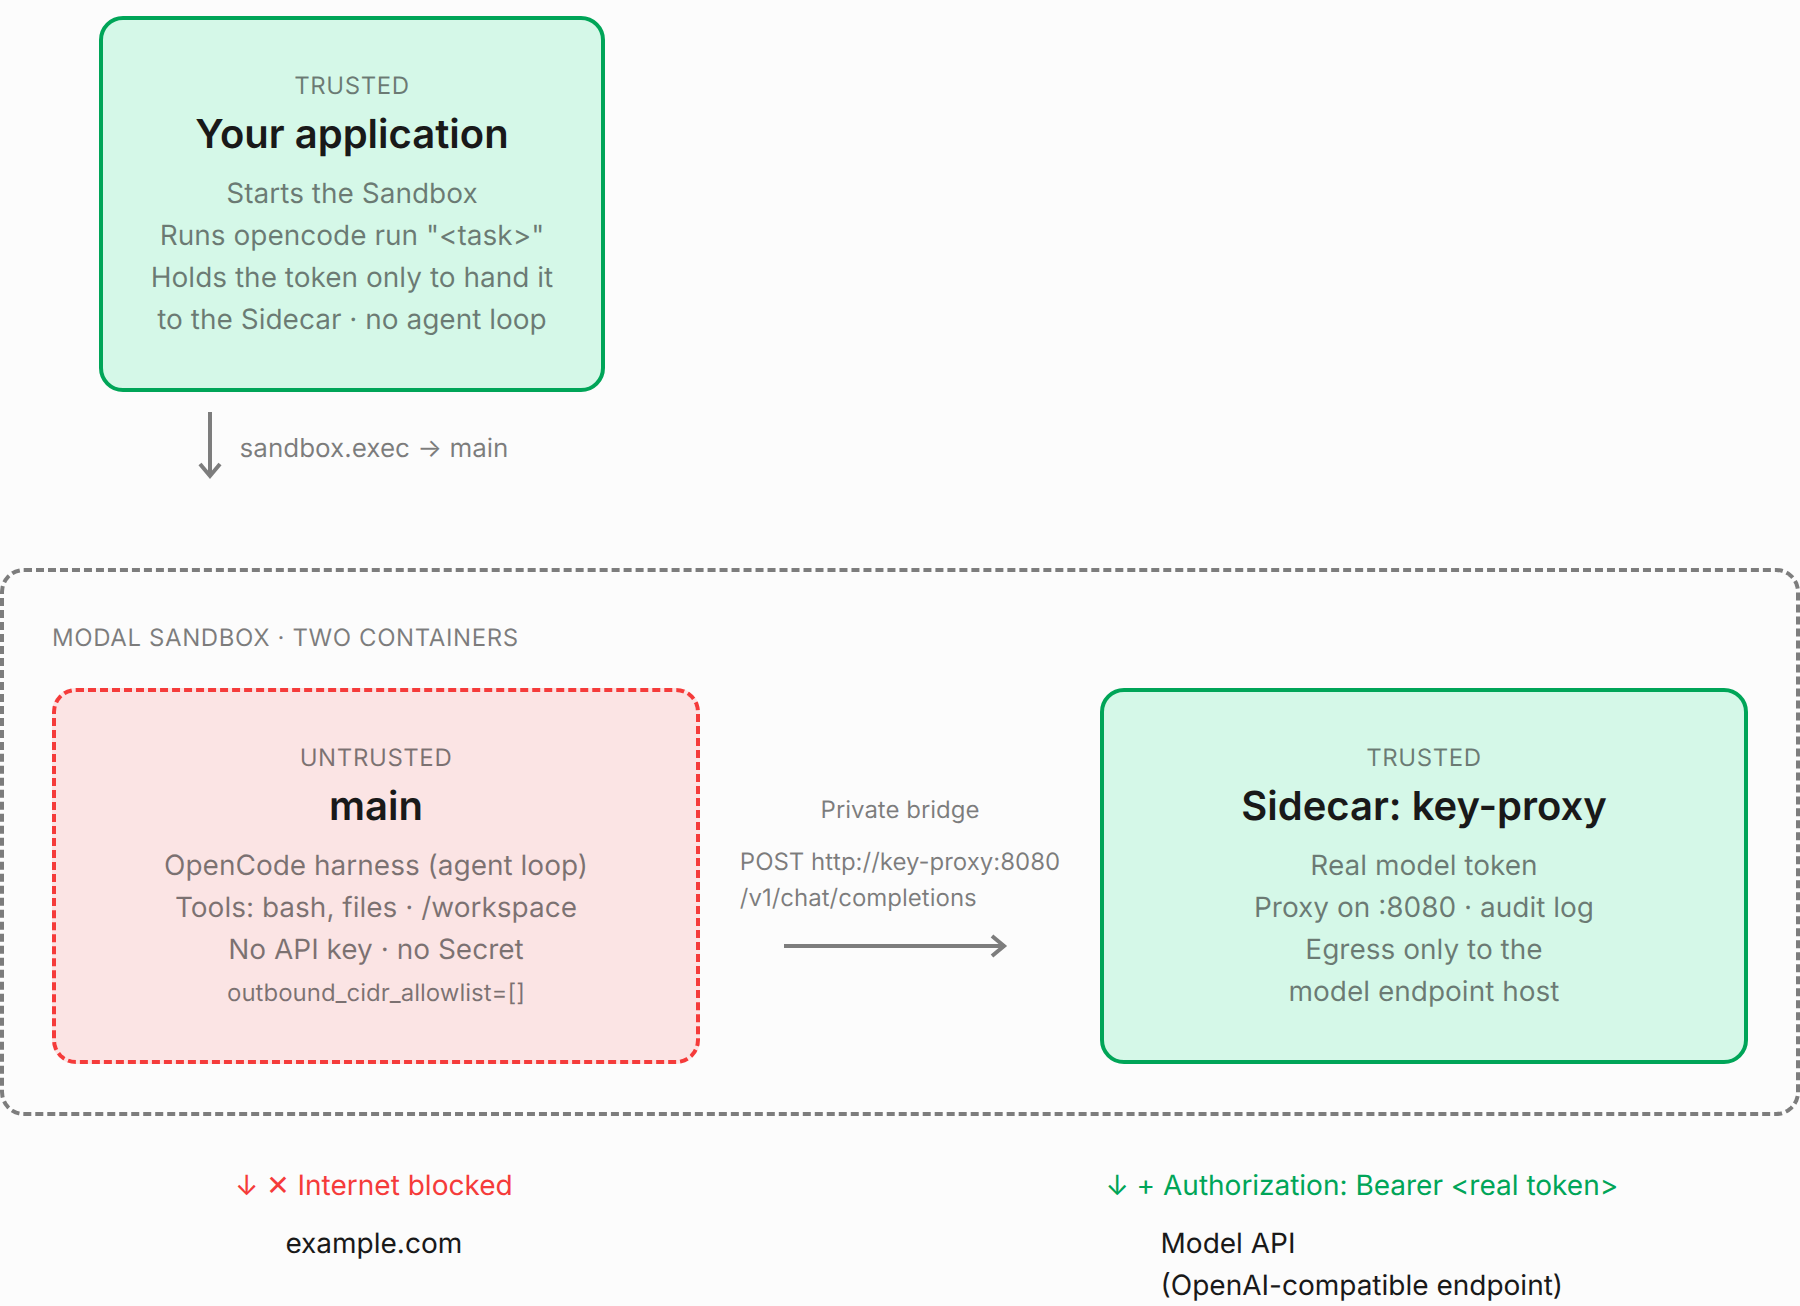 TRUSTED
Your application
Starts the Sandbox
Runs opencode run "<task>"
Holds the token only to hand it
to the Sidecar · no agent loop
sandbox.exec → main
MODAL SANDBOX · TWO CONTAINERS
UNTRUSTED
main
OpenCode harness (agent loop)
Tools: bash, files · /workspace
No API key · no Secret
outbound_cidr_allowlist=[]
Private bridge
POST http://key-proxy:8080
/v1/chat/completions
TRUSTED
Sidecar: key-proxy
Real model token
Proxy on :8080 · audit log
Egress only to the
model endpoint host
↓ ✕ Internet blocked
example.com
↓ + Authorization: Bearer <real token>
Model API
(OpenAI-compatible endpoint)